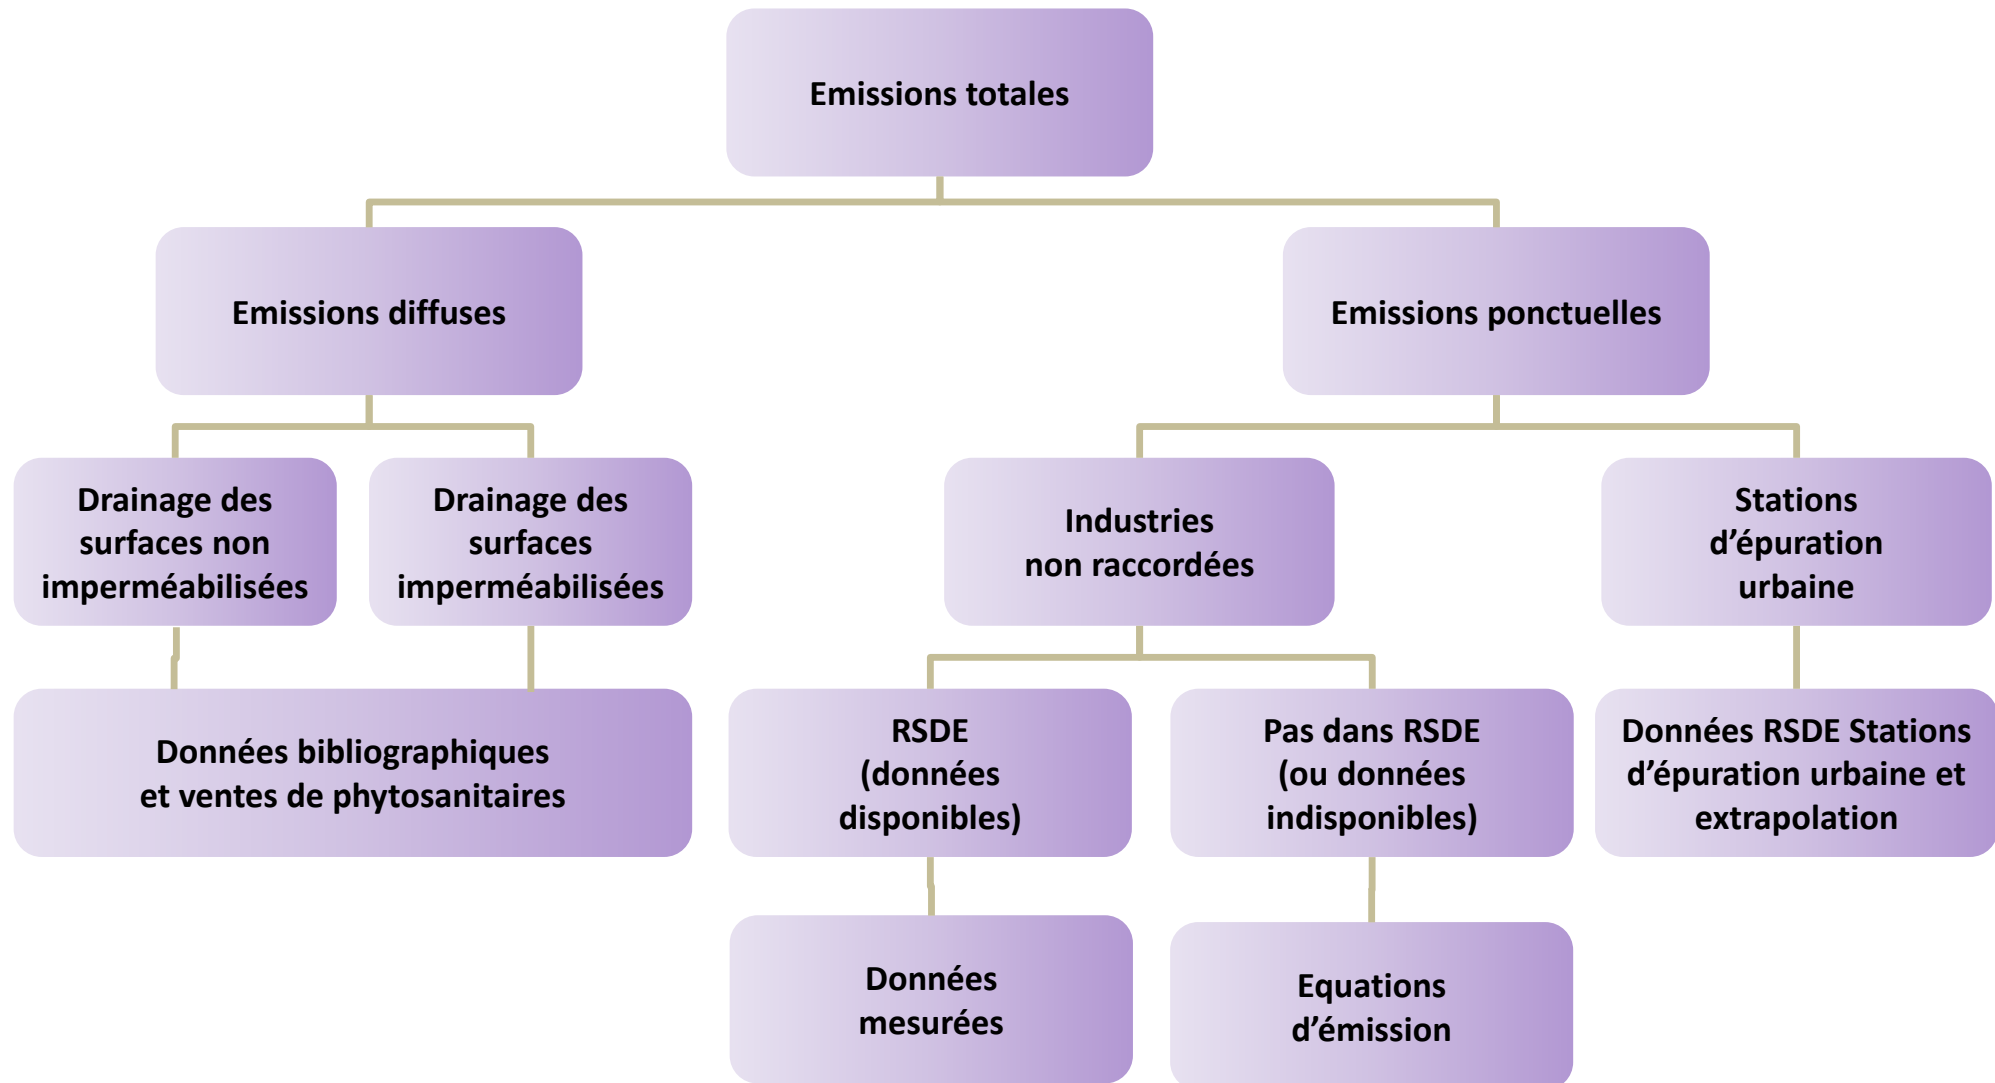 Emissions totales
Emissions diffuses
Emissions ponctuelles
Drainage des
surfaces non
imperméabilisées
Drainage des
surfaces
imperméabilisées
Industries
non raccordées
Stations
d’épuration
urbaine
Données bibliographiques
et ventes de phytosanitaires
RSDE
(données
disponibles)
Pas dans RSDE
(ou données
indisponibles)
Données RSDE Stations
d’épuration urbaine et
extrapolation
Données
mesurées
Equations
d’émission